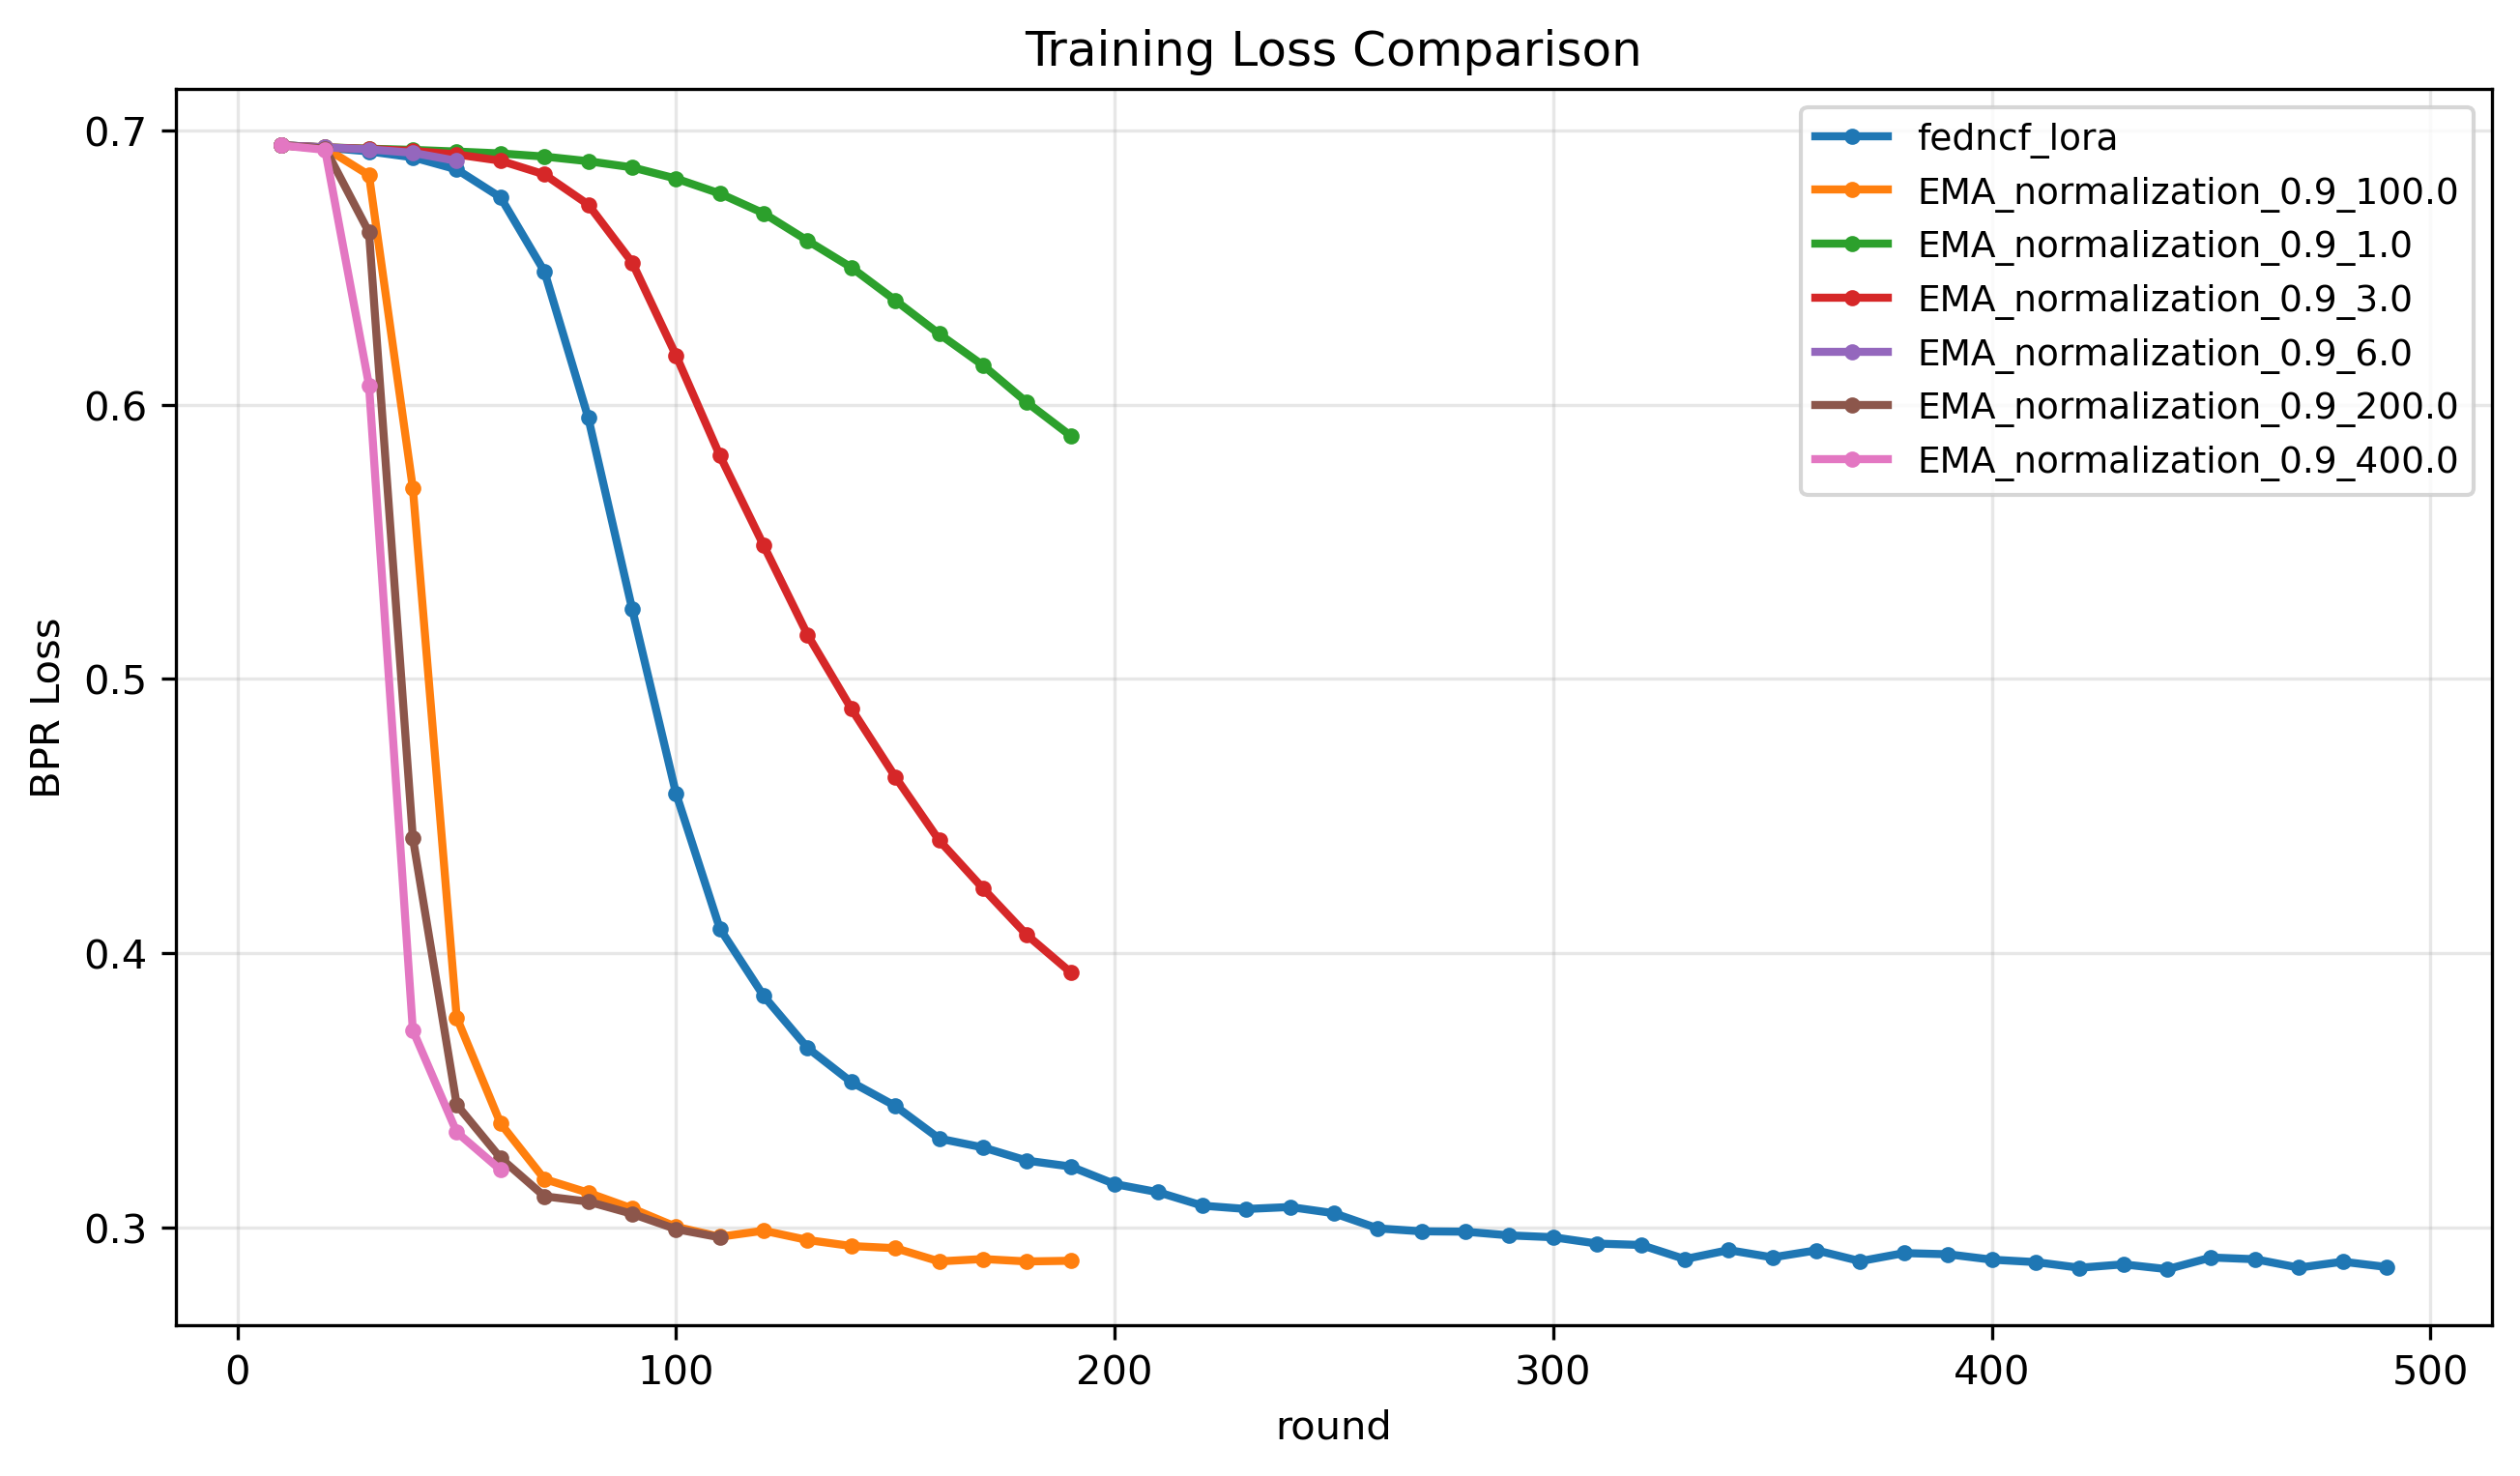 Training Loss Comparison
fedncf_lora
EMA_normalization_0.9_100.0
EMA_normalization_0.9_1.0
EMA_normalization_0.9_3.0
EMA_normalization_0.9_6.0
EMA_normalization_0.9_200.0
EMA_normalization_0.9_400.0
BPR Loss
0.7
0.6
0.5
0.4
0.3
0
100
200
300
400
500
round